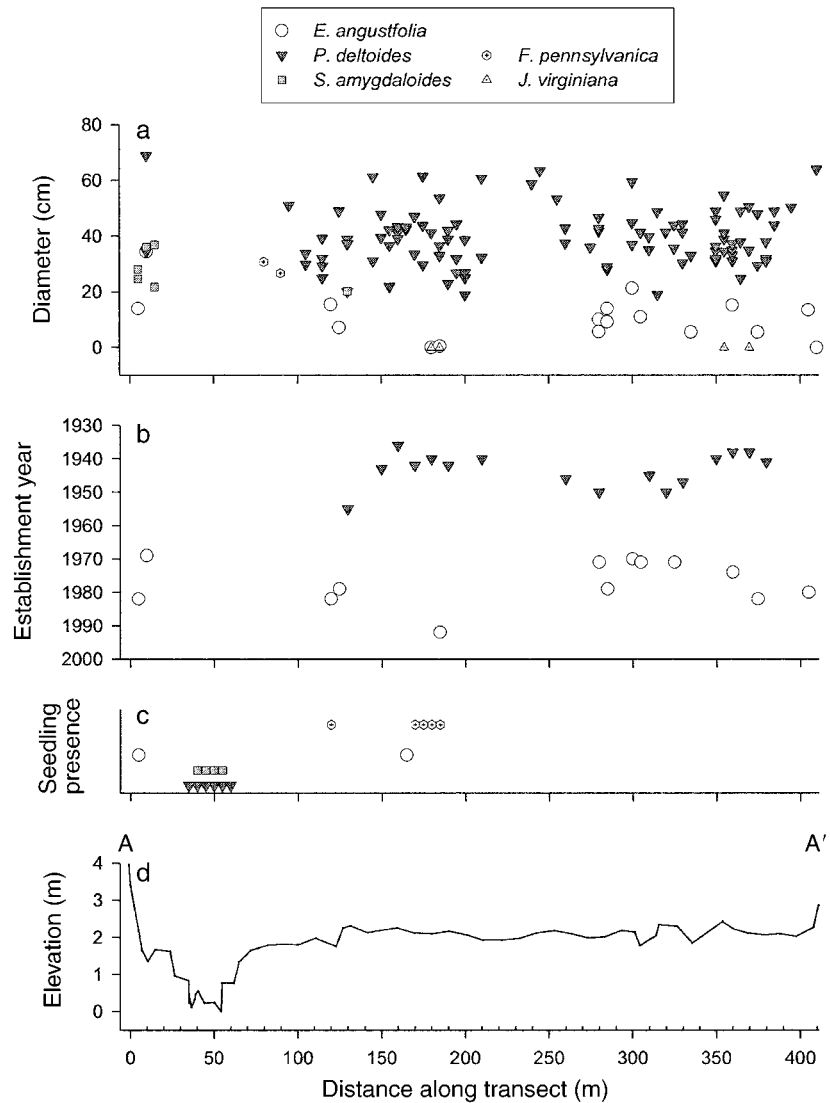 E. angustfolia
P. deltoides
F. pennsylvanica
S. amygdaloides
J. virginiana
a
80
60
40
20
0
Diameter (cm)
b
1930
1940
1950
1960
1970
1980
1990
2000
Establishment year
c
Seedling
presence
A
A′
d
4
3
2
1
0
Elevation (m)
0 50 100 150 200 250 300 350 400
Distance along transect (m)